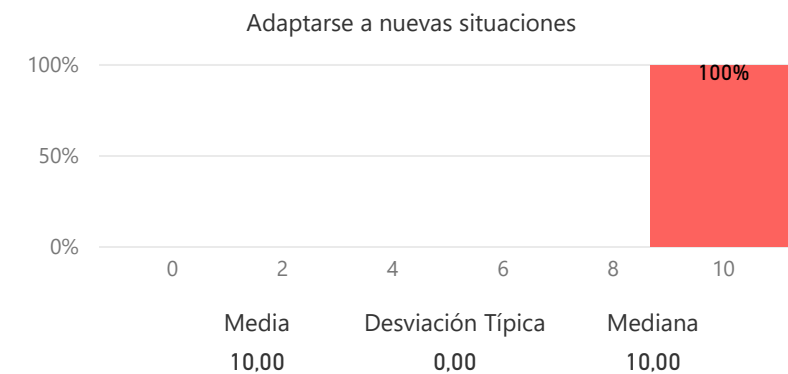 Adaptarse a nuevas situaciones
100%
100%
50%
0%
0 2 4 6 8 10
Media Desviación Típica Mediana
10,00 0,00 10,00